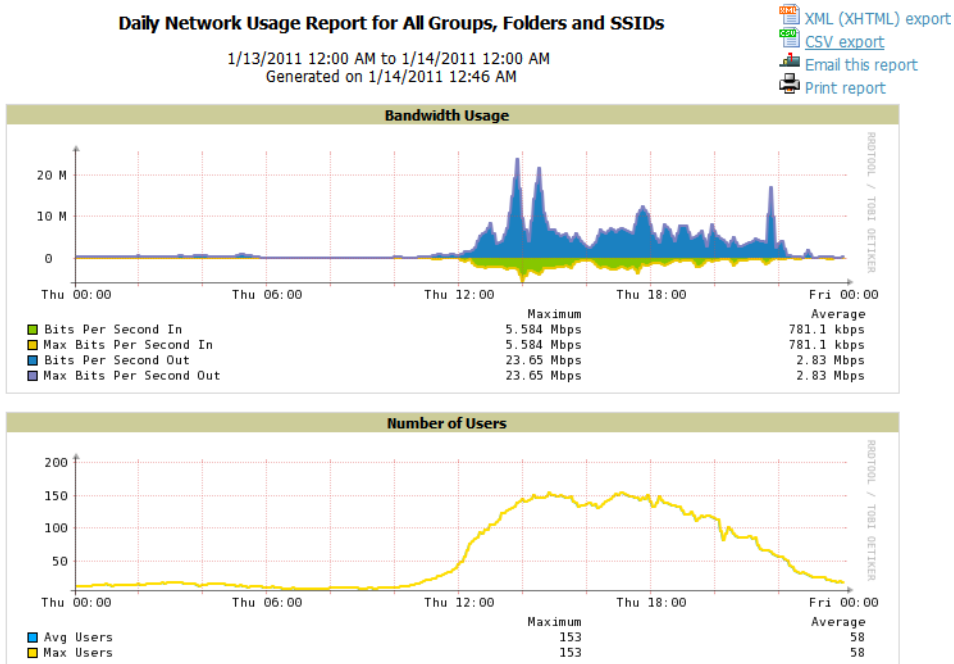 Daily Network Usage Report for All Groups, Folders and SSIDs
1/13/2011 12:00 AM to 1/14/2011 12:00 AM
Generated on 1/14/2011 12:46 AM
XML XML (XHTML) export
CSV CSV export
Email this report
Print report
Bandwidth Usage
20 M
10 M
0
Thu 00:00 Thu 06:00 Thu 12:00 Thu 18:00 Fri 00:00
RRDTOOL / TOBI OETIKER
Maximum Average
Bits Per Second In 5.584 Mbps 781.1 kbps
Max Bits Per Second In 5.584 Mbps 781.1 kbps
Bits Per Second Out 23.65 Mbps 2.83 Mbps
Max Bits Per Second Out 23.65 Mbps 2.83 Mbps
Number of Users
200
150
100
50
Thu 00:00 Thu 06:00 Thu 12:00 Thu 18:00 Fri 00:00
RRDTOOL / TOBI OETIKER
Maximum Average
Avg Users 153 58
Max Users 153 58